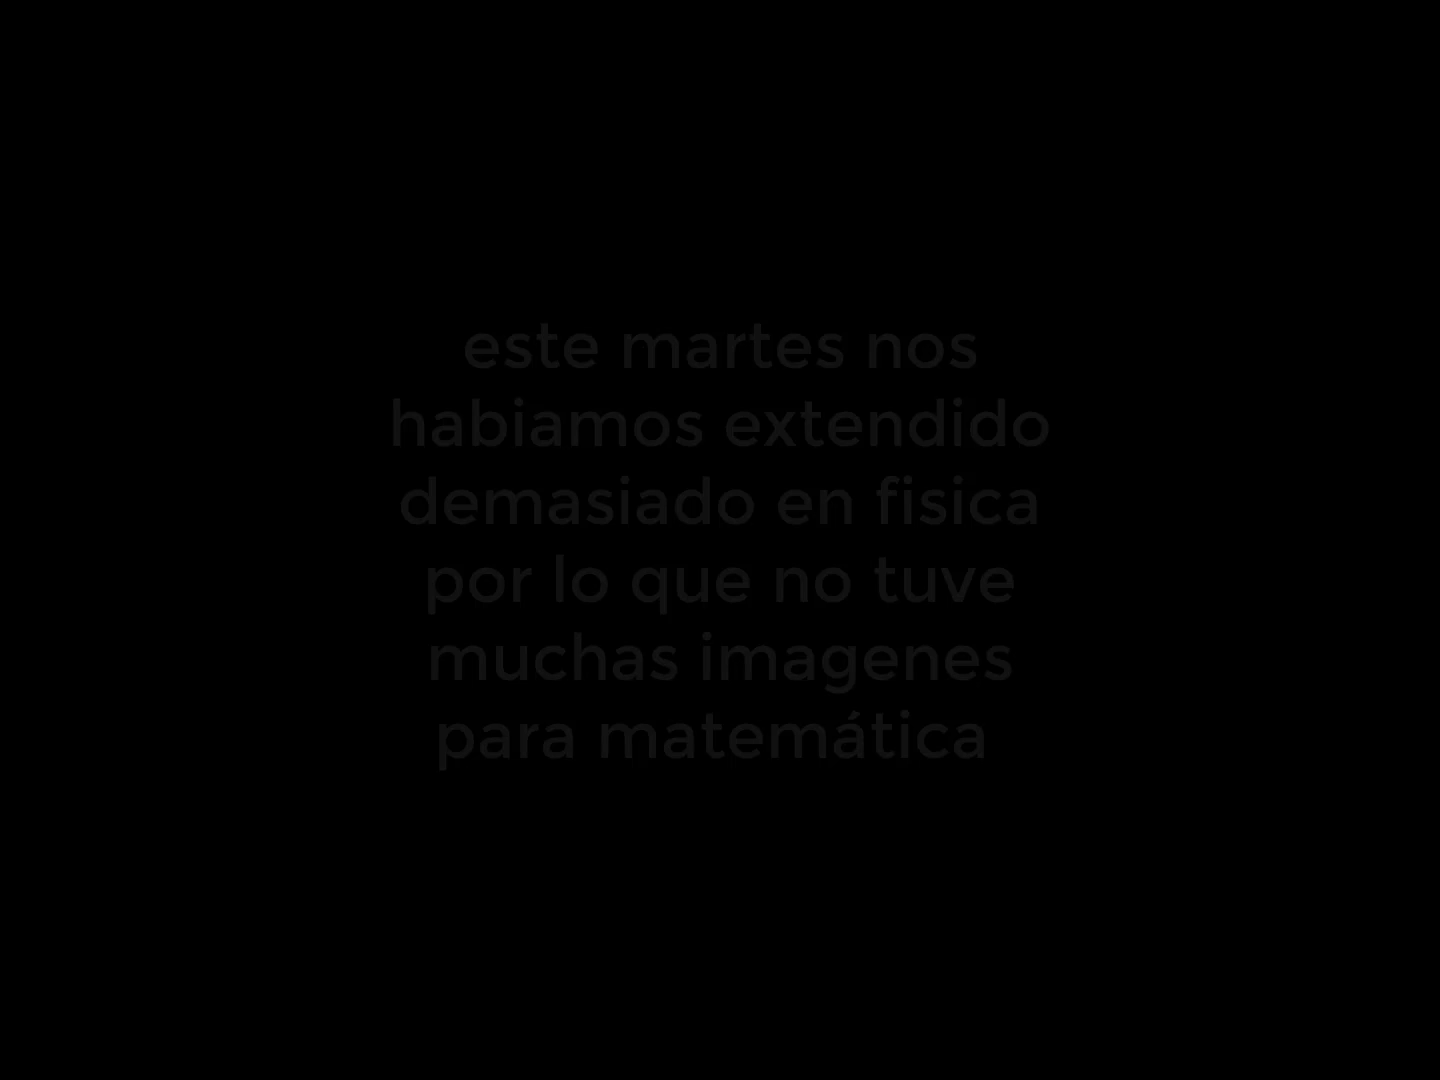 este martes nos
habiamos extendido
demasiado en fisica
por lo que no tuve
muchas imagenes
para matemática